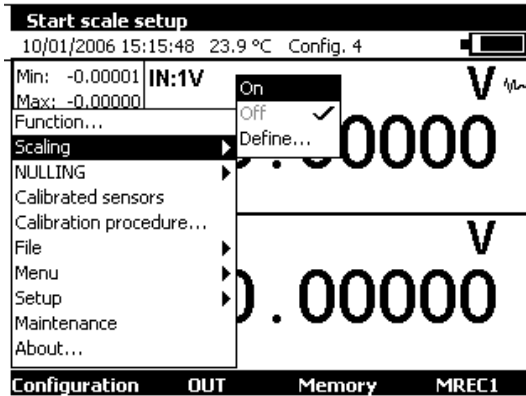 Start scale setup
10/01/2006 15:15:48 23.9 °C Config. 4
Min: -0.00001 IN:1V V
Max: -0.00000
On
Off
Define...
Function...
Scaling
NULLING
Calibrated sensors
Calibration procedure...
File
Menu
Setup
Maintenance
About...
.00000
V
.00000
Configuration OUT Memory MREC1